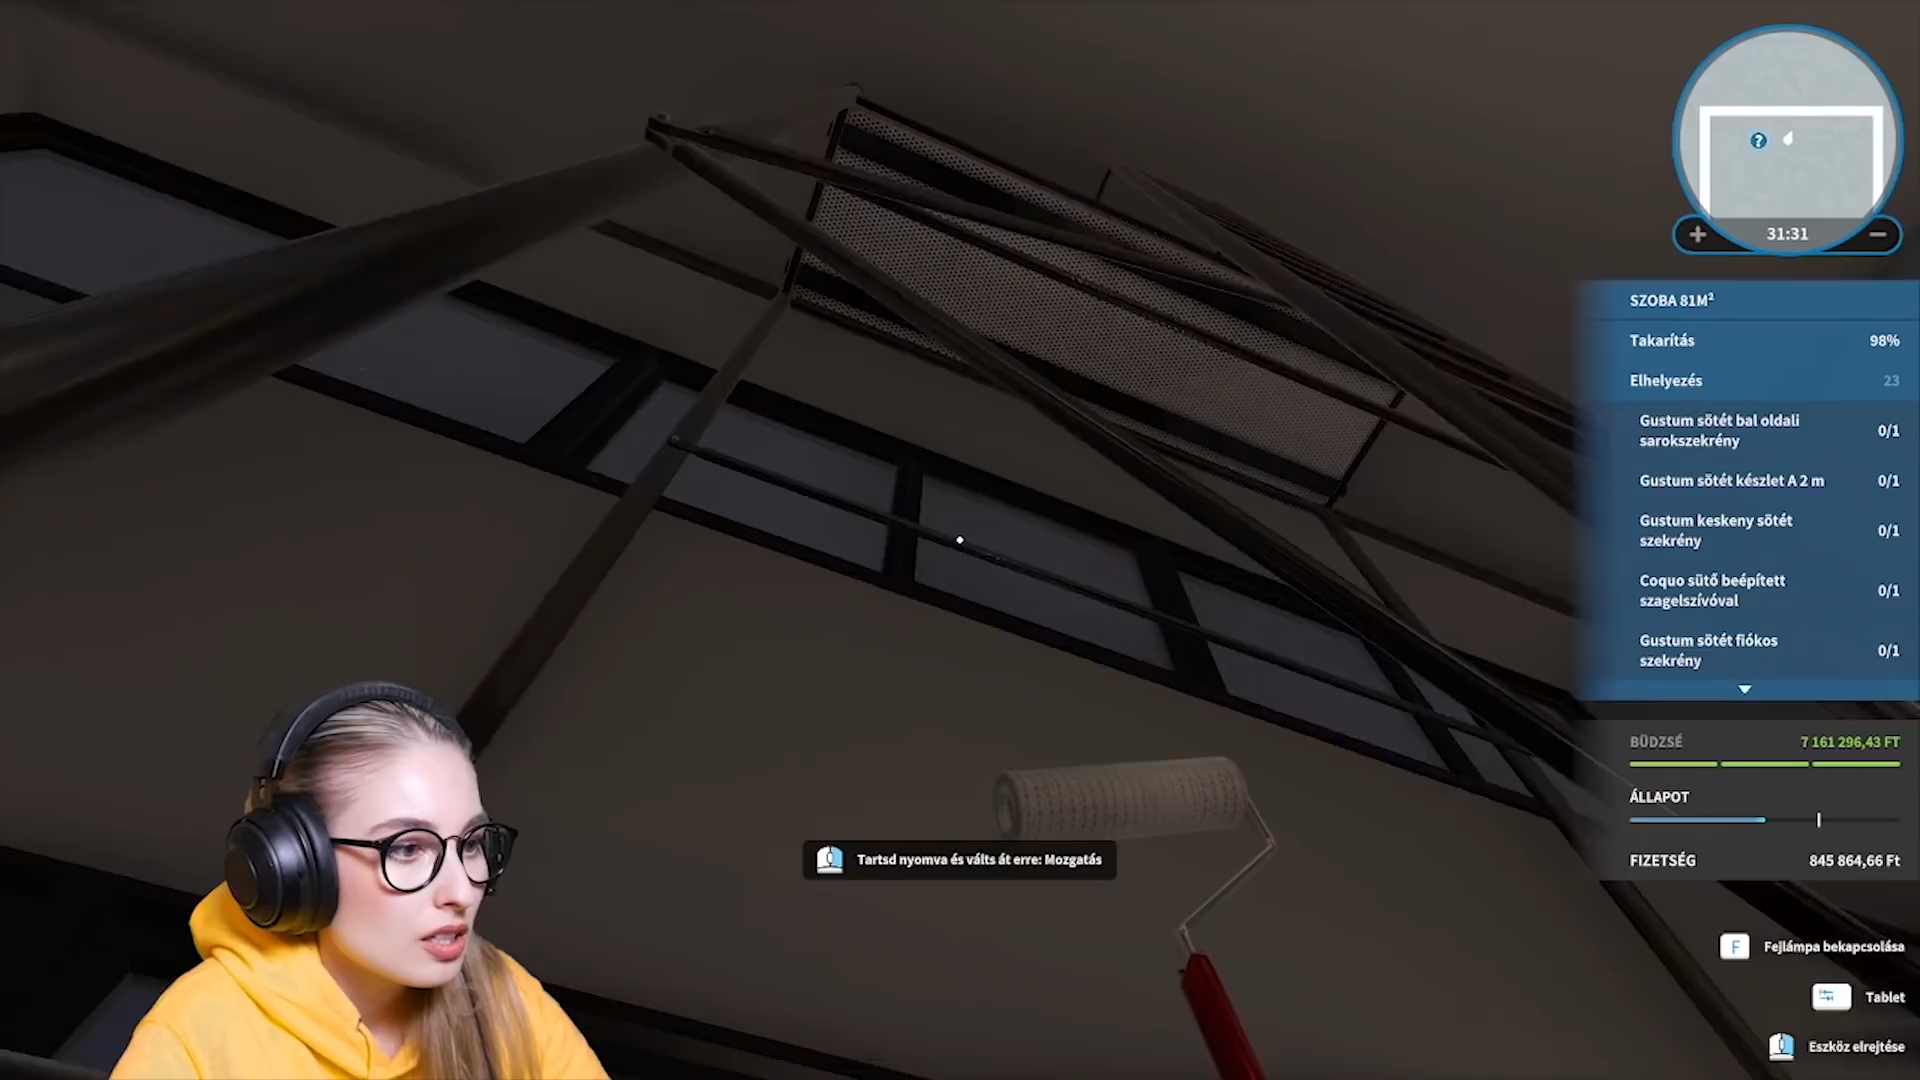 ?
31:31
SZOBA 81M²
Takarítás 98%
Elhelyezés 23
Gustum sötét bal oldali
sarokszekrény 0/1
Gustum sötét készlet A 2 m 0/1
Gustum keskeny sötét
szekrény 0/1
Coquo sütő beépített
szagelszívóval 0/1
Gustum sötét fiókos
szekrény 0/1
BÜDZSÉ 7 161 296,43 FT
ÁLLAPOT
FIZETSÉG 845 864,66 Ft
Tartsd nyomva és válts át erre: Mozgatás
F Fejlámpa bekapcsolása
Tablet
Eszköz elrejtése